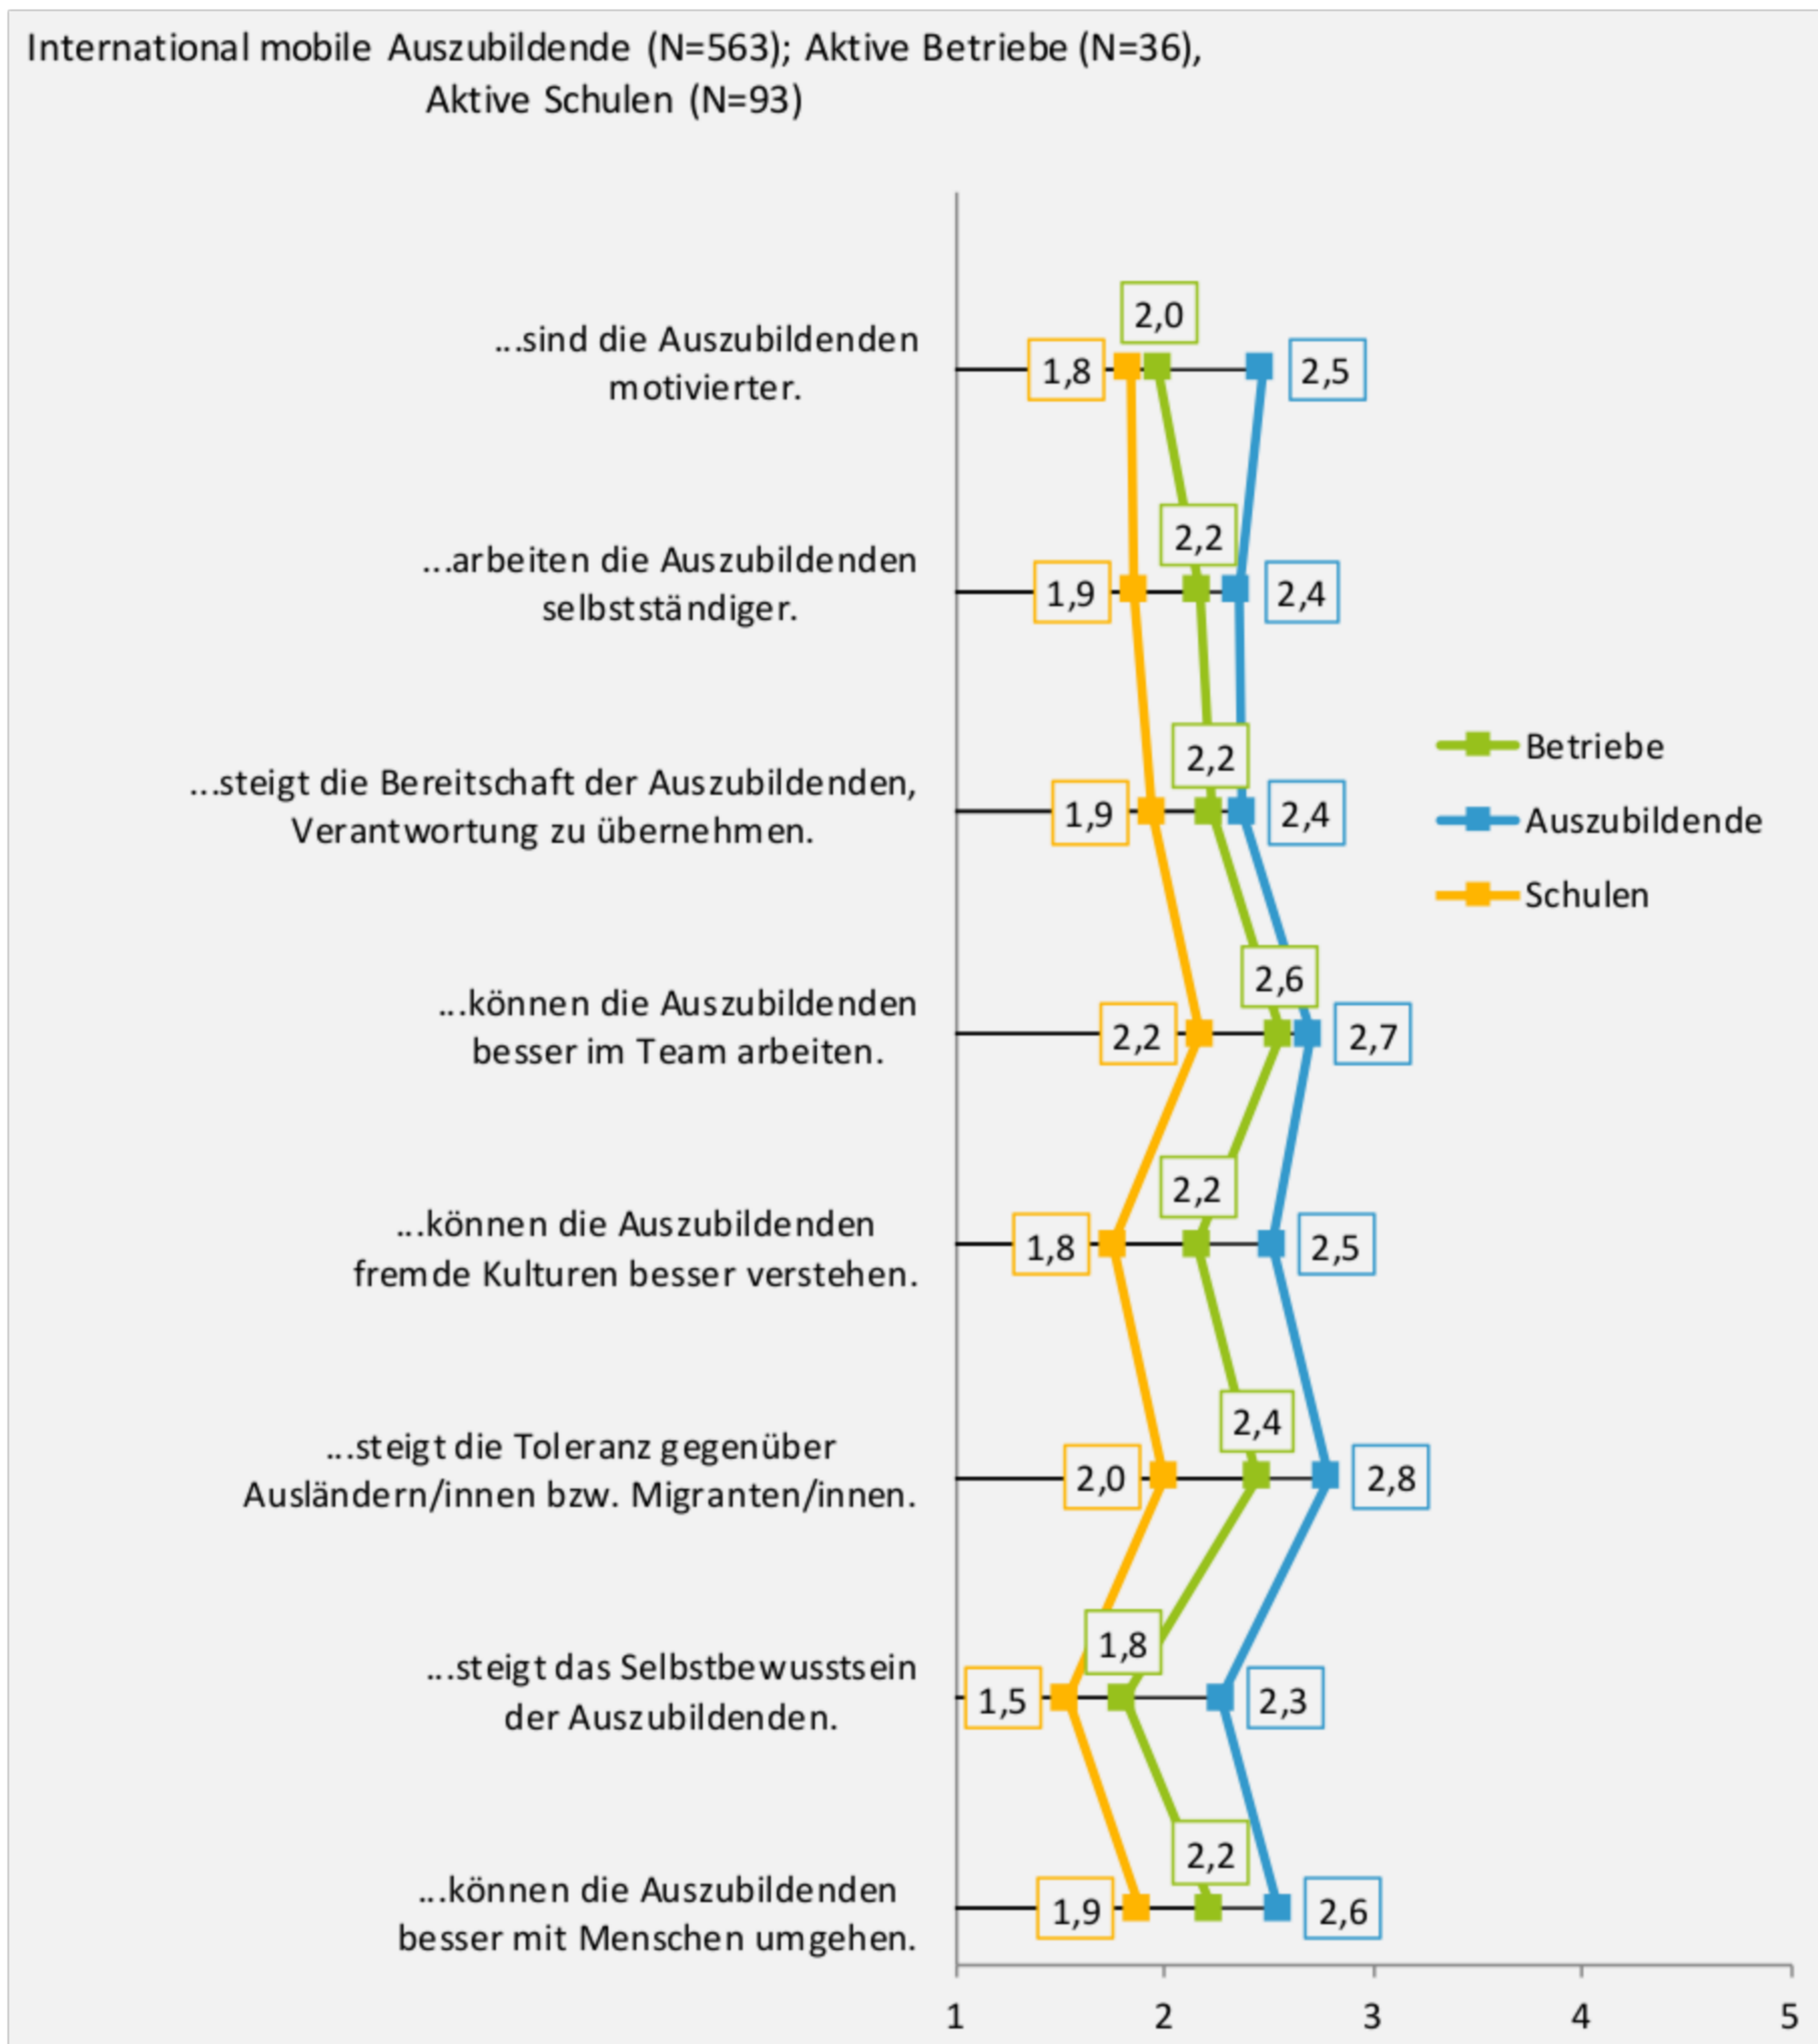 International mobile Auszubildende (N=563); Aktive Betriebe (N=36),
Aktive Schulen (N=93)
...sind die Auszubildenden
motivierter.
1,8
2,0
2,5
...arbeiten die Auszubildenden
selbstständiger.
1,9
2,2
2,4
...steigt die Bereitschaft der Auszubildenden,
Verantwortung zu übernehmen.
1,9
2,2
2,4
...können die Auszubildenden
besser im Team arbeiten.
2,2
2,6
2,7
...können die Auszubildenden
fremde Kulturen besser verstehen.
1,8
2,2
2,5
...steigt die Toleranz gegenüber
Ausländern/innen bzw. Migranten/innen.
2,0
2,4
2,8
...steigt das Selbstbewusstsein
der Auszubildenden.
1,5
1,8
2,3
...können die Auszubildenden
besser mit Menschen umgehen.
1,9
2,2
2,6
Betriebe
Auszubildende
Schulen
1 2 3 4 5